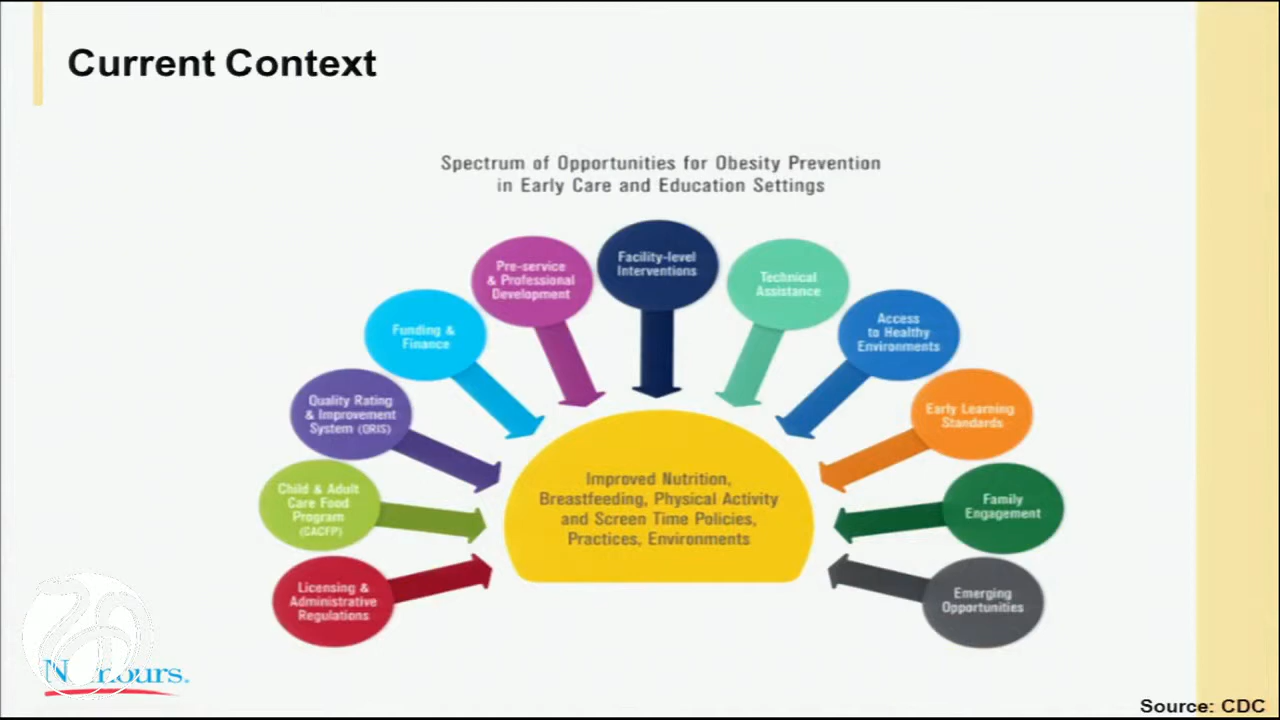 Current Context
Spectrum of Opportunities for Obesity Prevention
in Early Care and Education Settings
Facility-level
Interventions
Pre-service
& Professional
Development
Technical
Assistance
Funding &
Finance
Access
to Healthy
Environments
Quality Rating
& Improvement
System (QRIS)
Early Learning
Standards
Child & Adult
Care Food
Program
(CACFP)
Family
Engagement
Licensing &
Administrative
Regulations
Emerging
Opportunities
Improved Nutrition,
Breastfeeding, Physical Activity
and Screen Time Policies,
Practices, Environments
Source: CDC